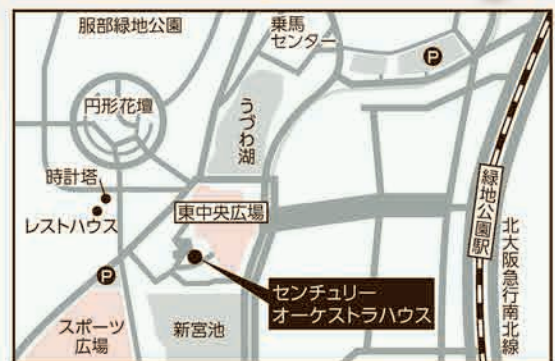 服部緑地公園
乗馬
センター
P
円形花壇
うづわ湖
時計塔
レストハウス
東中央広場
緑地公園駅
北大阪急行南北線
P
センチュリー
オーケストラハウス
スポーツ
広場
新宮池